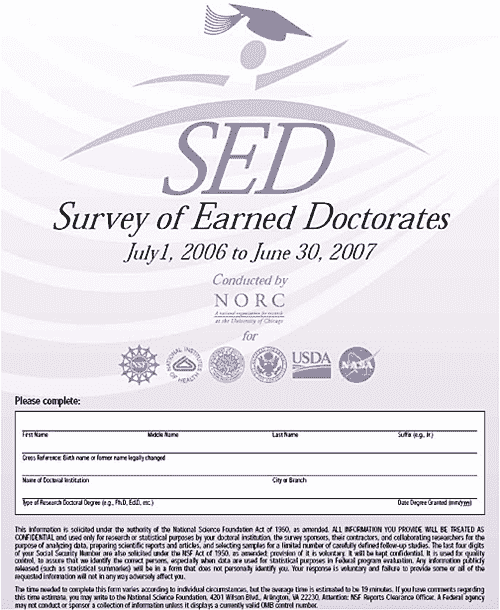 SED
Survey of Earned Doctorates
July1, 2006 to June 30, 2007
Conducted by
NORC
A national organization for research
at the University of Chicago
for
NATIONAL INSTITUTES OF HEALTH
USDA
NASA
Please complete:
First Name Middle Name Last Name Suffix (e.g., Jr.)
Cross Reference: Birth name or former name legally changed
Name of Doctoral Institution City or Branch
Type of Research Doctoral Degree (e.g., Ph.D, Ed.D, etc.) Date Degree Granted (mm/yyyy)
This information is solicited under the authority of the National Science Foundation Act of 1950, as amended. ALL INFORMATION YOU PROVIDE WILL BE TREATED AS
CONFIDENTIAL and used only for research or statistical purposes by your doctoral institution, the survey sponsors, their contractors, and collaborating researchers for the
purpose of analyzing data, preparing scientific reports and articles, and selecting samples for a limited number of carefully defined follow-up studies. The last four digits
of your Social Security Number are also solicited under the NSF Act of 1950, as amended; provision of it is voluntary. It will be kept confidential. It is used for quality
control, to assure that we identify the correct persons, especially when data are used for statistical purposes in Federal program evaluation. Any information publicly
released (such as statistical summaries) will be in a form that does not personally identify you. Your response is voluntary and failure to provide some or all of the
requested information will not in any way adversely affect you.
The time needed to complete this form varies according to individual circumstances, but the average time is estimated to be 19 minutes. If you have comments regarding
this time estimate, you may write to the National Science Foundation, 4201 Wilson Blvd., Arlington, VA 22230, Attention: NSF Reports Clearance Officer. A Federal agency
may not conduct or sponsor a collection of information unless it displays a currently valid OMB control number.